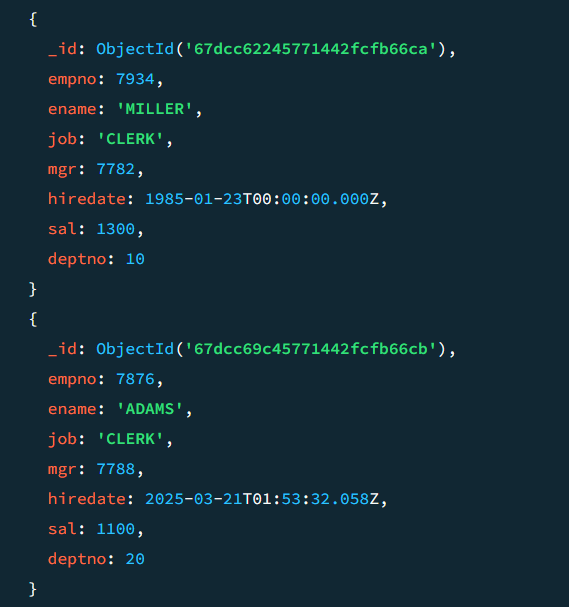 {
_id: ObjectId('67dcc62245771442fcfb66ca'),
empno: 7934,
ename: 'MILLER',
job: 'CLERK',
mgr: 7782,
hiredate: 1985-01-23T00:00:00.000Z,
sal: 1300,
deptno: 10
}
{
_id: ObjectId('67dcc69c45771442fcfb66cb'),
empno: 7876,
ename: 'ADAMS',
job: 'CLERK',
mgr: 7788,
hiredate: 2025-03-21T01:53:32.058Z,
sal: 1100,
deptno: 20
}